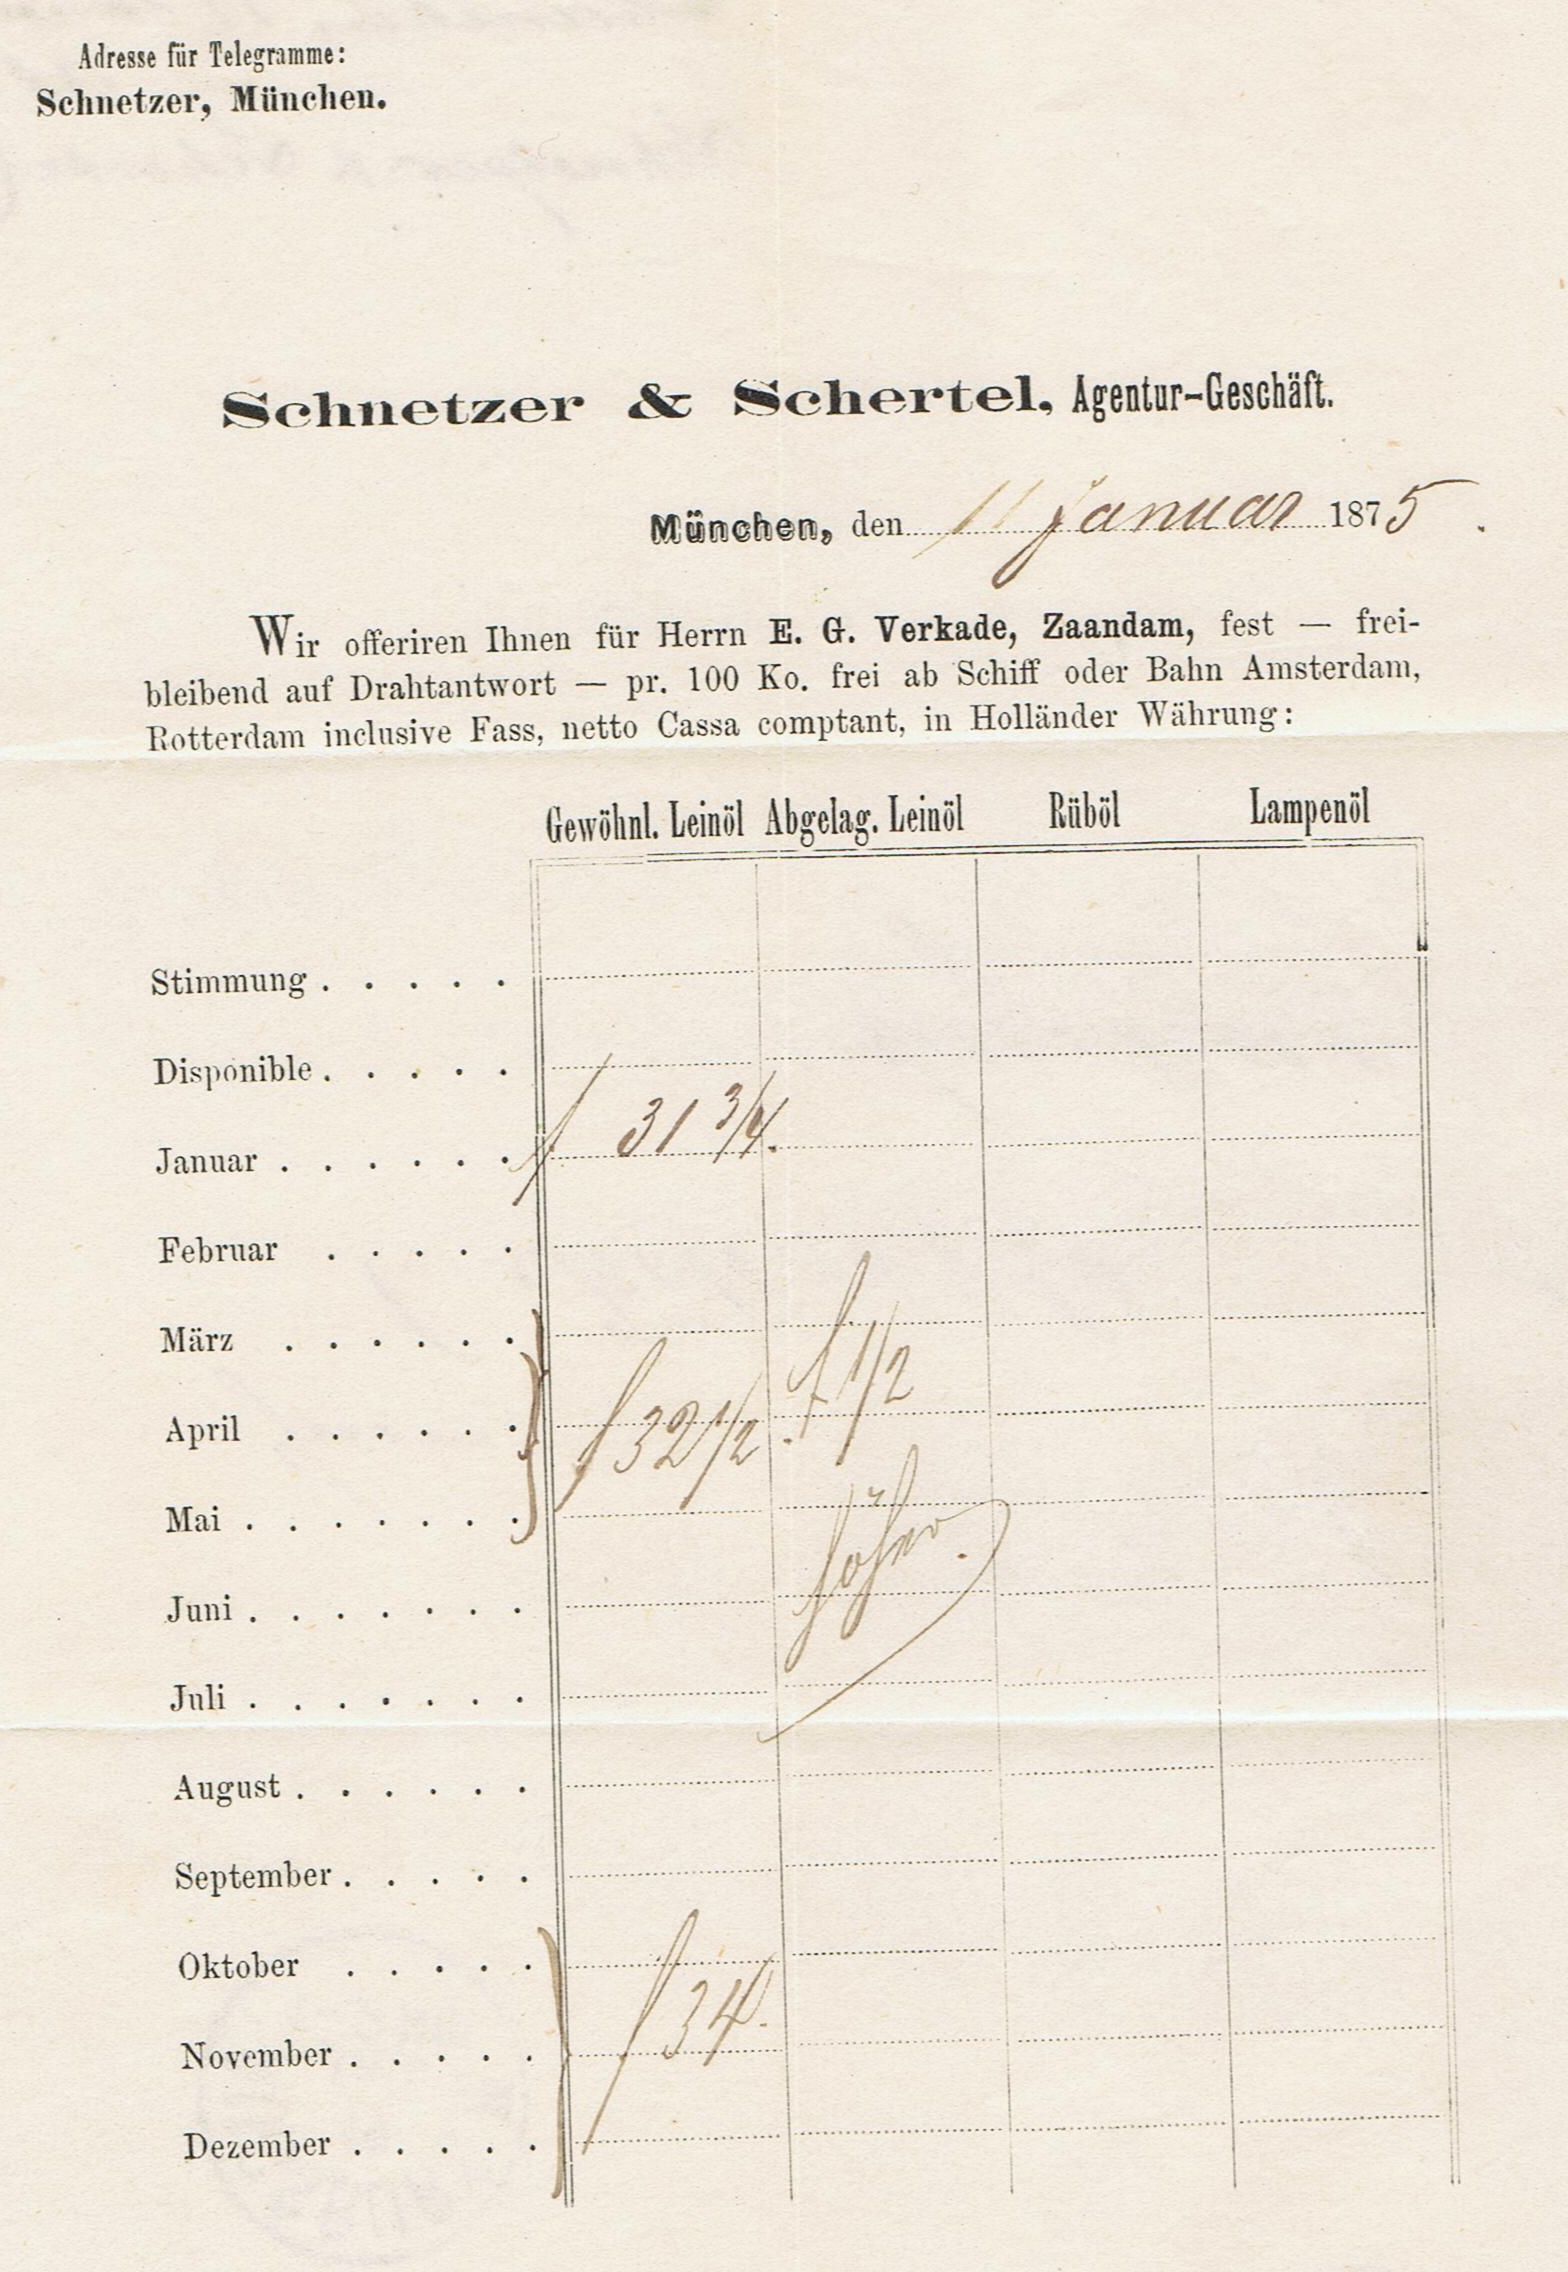 Adresse für Telegramme:
Schnetzer, München.
Schnetzer & Schertel, Agentur-Geschäft.
München, den 11 Januar 1875
Wir offeriren Ihnen für Herrn E. G. Verkade, Zaandam, fest — frei-
bleibend auf Drahtantwort — pr. 100 Ko. frei ab Schiff oder Bahn Amsterdam,
Rotterdam inclusive Fass, netto Cassa comptant, in Holländer Währung:
Gewöhnl. Leinöl Abgelag. Leinöl Rüböl Lampenöl
Stimmung . . . . .
Disponible . . . . .
Januar . . . . . . f 31 3/4.
Februar . . . . .
März . . . . . .
April . . . . . . f 32 1/2 . f 1/2
Mai . . . . . . .
höher.
Juni . . . . . . .
Juli . . . . . . .
August . . . . . .
September . . . . .
Oktober . . . . .
November . . . . . f 34.
Dezember . . . . .